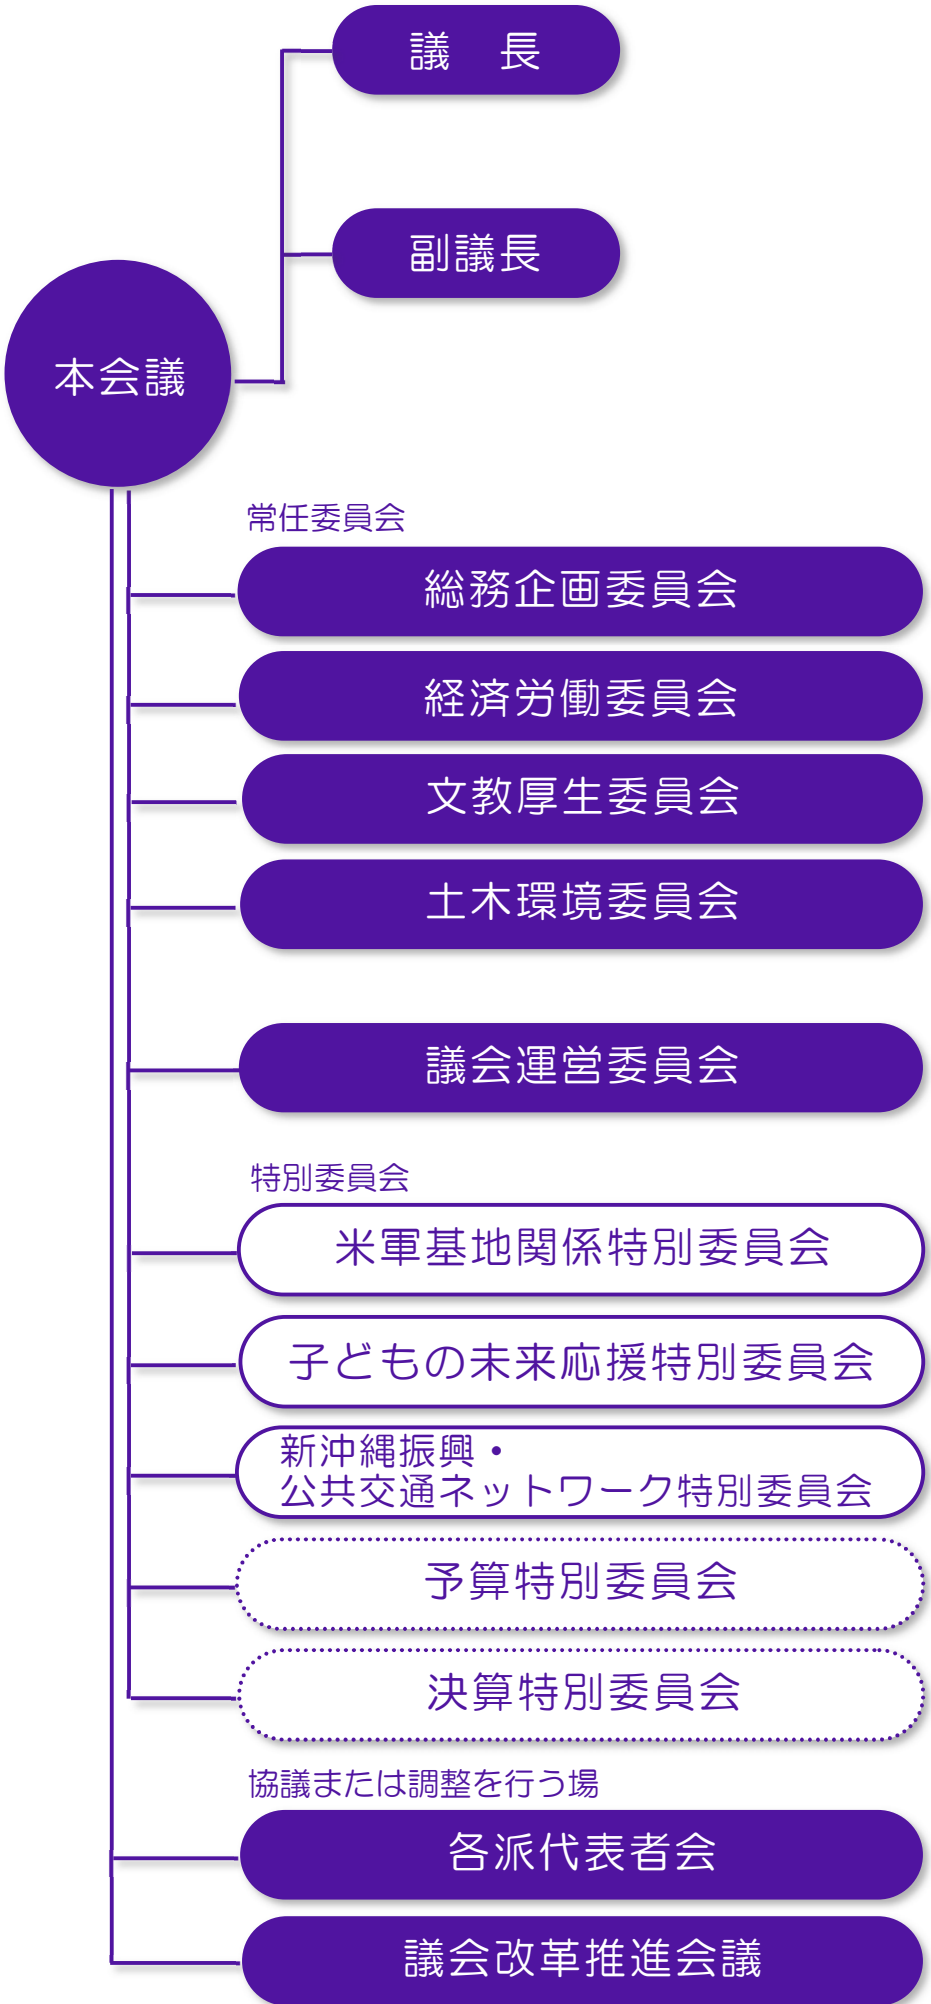 議　長
副議長
本会議
常任委員会
総務企画委員会
経済労働委員会
文教厚生委員会
土木環境委員会
議会運営委員会
特別委員会
米軍基地関係特別委員会
子どもの未来応援特別委員会
新沖縄振興・
公共交通ネットワーク特別委員会
予算特別委員会
決算特別委員会
協議または調整を行う場
各派代表者会
議会改革推進会議